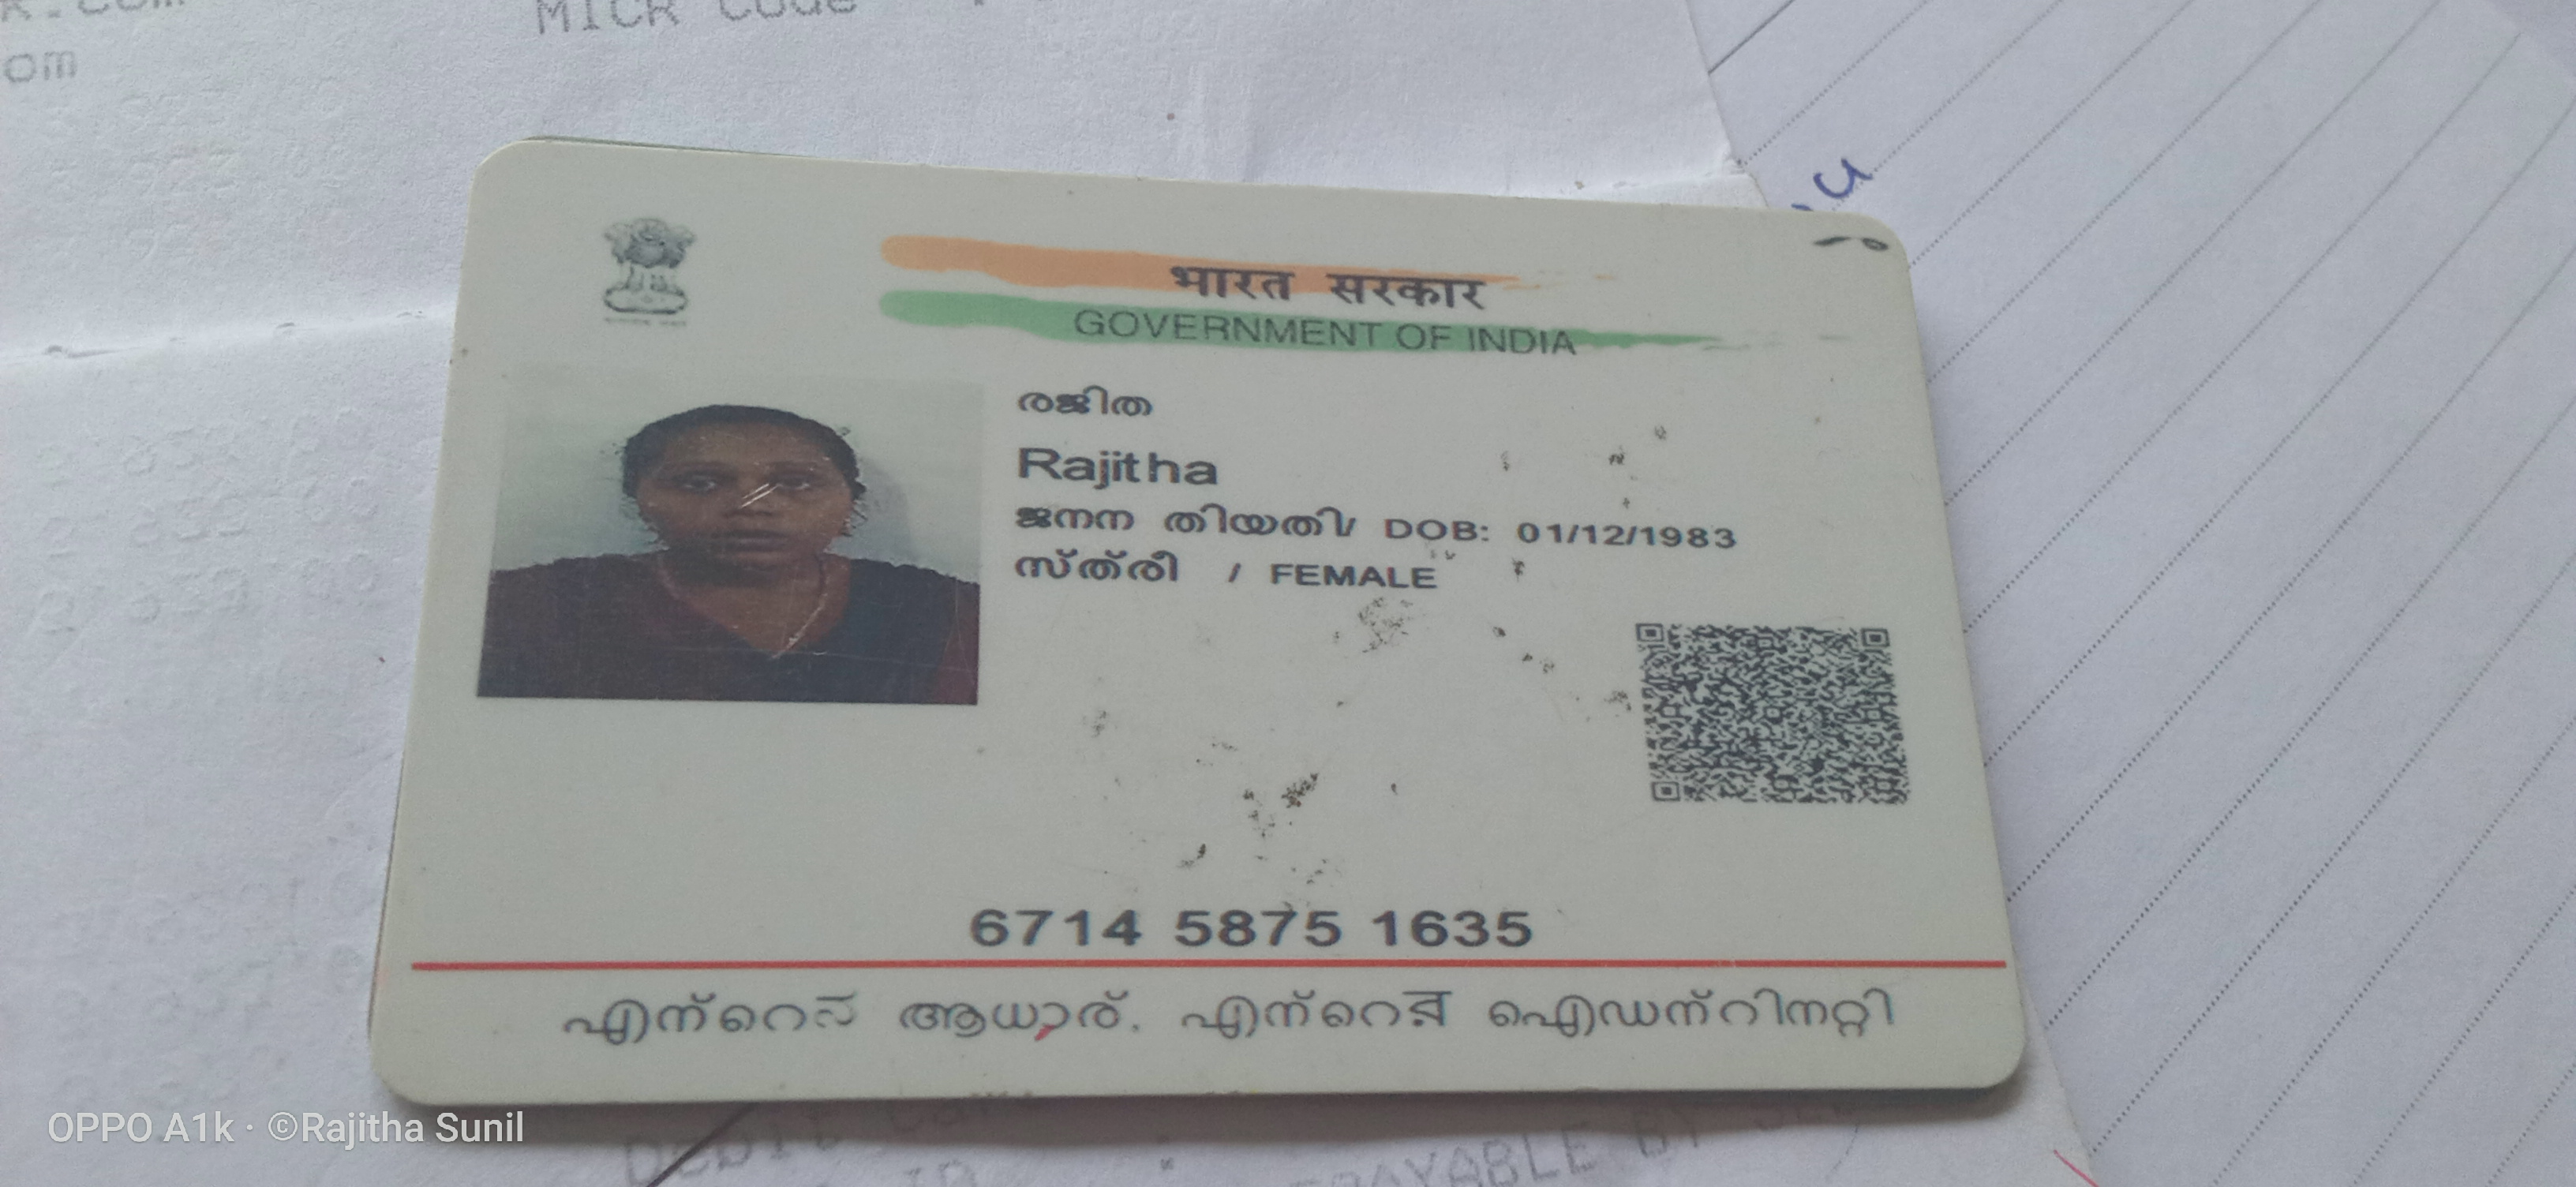 MICR Code
om
भारत सरकार
GOVERNMENT OF INDIA
രജിത
Rajitha
ജനന തിയതി/ DOB: 01/12/1983
സ്ത്രീ / FEMALE
6714 5875 1635
എന്റെ ആധാര്. എന്റെ ഐഡന്റിറ്റി
OPPO A1k · ©Rajitha Sunil
PAYABLE